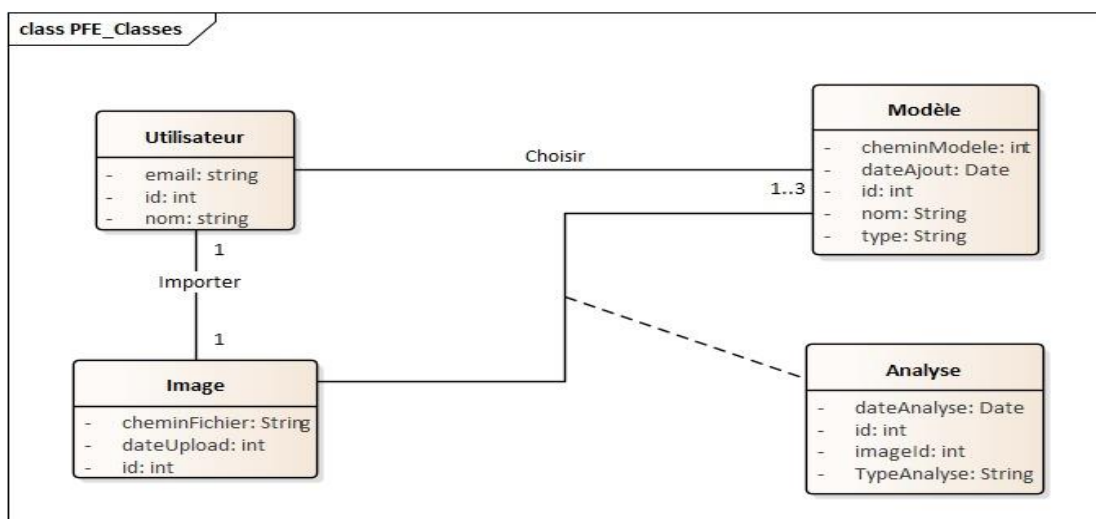 class PFE_Classes
Utilisateur
- email: string
- id: int
- nom: string
Choisir
Modèle
- cheminModele: int
- dateAjout: Date
- id: int
- nom: String
- type: String
1..3
1
Importer
1
Image
- cheminFichier: String
- dateUpload: int
- id: int
Analyse
- dateAnalyse: Date
- id: int
- imageId: int
- TypeAnalyse: String